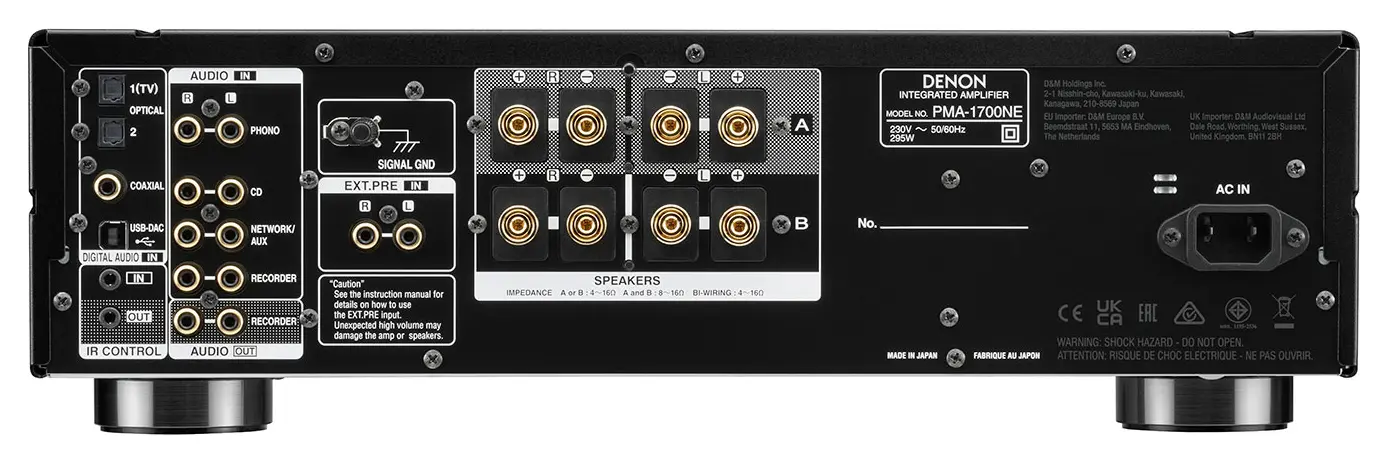 1(TV)
OPTICAL
2
COAXIAL
USB-DAC
DIGITAL AUDIO IN
IN
OUT
IR CONTROL
AUDIO IN
R L
PHONO
CD
NETWORK/
AUX
RECORDER
RECORDER
AUDIO OUT
SIGNAL GND
EXT.PRE IN
R L
"Caution"
See the instruction manual for
details on how to use
the EXT.PRE input.
Unexpected high volume may
damage the amp or speakers.
+ R − − L +
A
+ R − − L +
B
SPEAKERS
IMPEDANCE A or B : 4～16Ω A and B : 8～16Ω BI-WIRING : 4～16Ω
DENON
INTEGRATED AMPLIFIER
MODEL NO. PMA-1700NE
230V ～ 50/60Hz
295W
D&M Holdings Inc.
2-1 Nisshin-cho, Kawasaki-ku, Kawasaki,
Kanagawa, 210-8569 Japan
EU Importer: D&M Europe B.V.
Beemdstraat 11, 5653 MA Eindhoven,
The Netherlands
UK Importer: D&M Audiovisual Ltd
Dale Road, Worthing, West Sussex,
United Kingdom. BN11 2BH
No.
AC IN
CE UK CA EAC
WARNING: SHOCK HAZARD - DO NOT OPEN.
ATTENTION: RISQUE DE CHOC ELECTRIQUE - NE PAS OUVRIR.
MADE IN JAPAN FABRIQUE AU JAPON